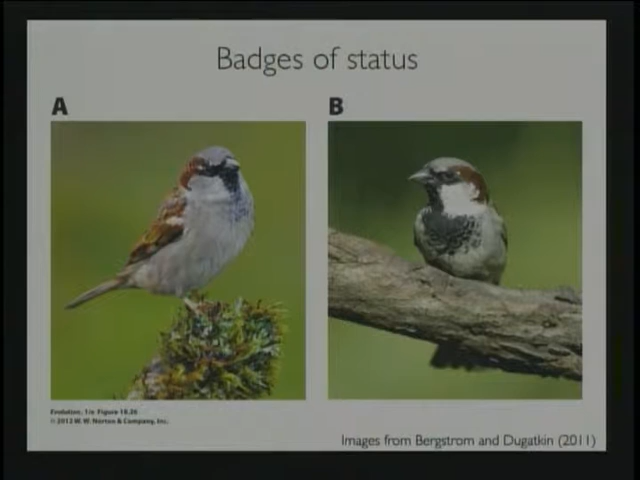 Badges of status
A
B
Evolution, 1/e Figure 18.26
© 2012 W. W. Norton & Company, Inc.
Images from Bergstrom and Dugatkin (2011)